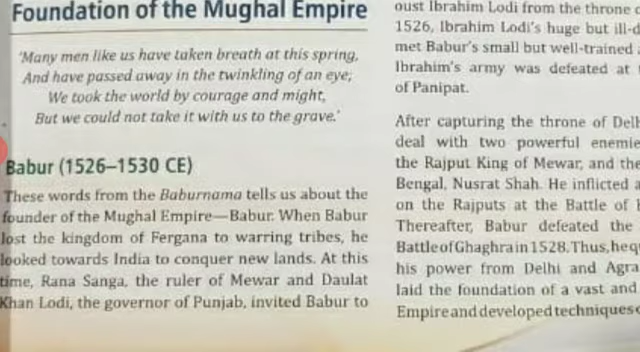 Foundation of the Mughal Empire
'Many men like us have taken breath at this spring,
And have passed away in the twinkling of an eye;
We took the world by courage and might,
But we could not take it with us to the grave.'
Babur (1526–1530 CE)
These words from the Baburnama tells us about the
founder of the Mughal Empire—Babur. When Babur
lost the kingdom of Fergana to warring tribes, he
looked towards India to conquer new lands. At this
time, Rana Sanga, the ruler of Mewar and Daulat
Khan Lodi, the governor of Punjab, invited Babur to
oust Ibrahim Lodi from the throne
1526, Ibrahim Lodi's huge but
met Babur's small but well-trained
Ibrahim's army was defeated at
of Panipat.
After capturing the throne of
deal with two powerful
the Rajput King of Mewar, and the
Bengal, Nusrat Shah. He inflicted
on the Rajputs at the Battle of
Thereafter, Babur defeated the
Battle of Ghaghra in 1528. Thus, he
his power from Delhi and Agra
laid the foundation of a vast and
Empire and developed techniques